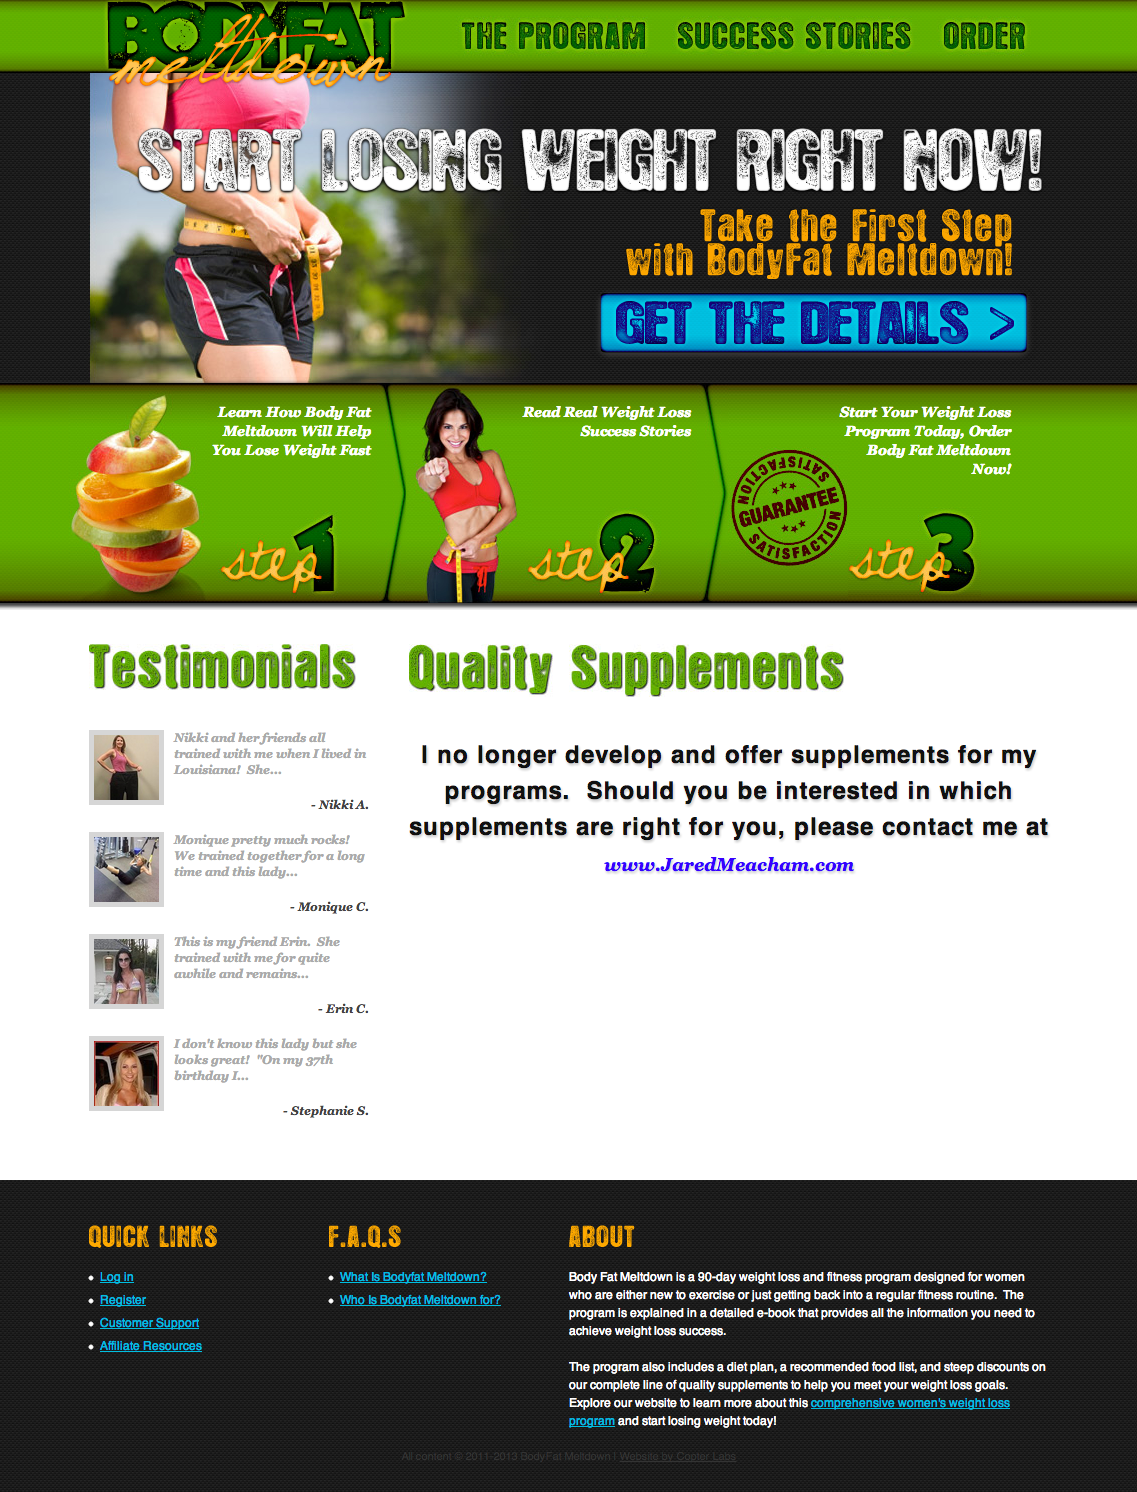 BODYFAT
meltdown
THE PROGRAM
SUCCESS STORIES
ORDER
START LOSING WEIGHT RIGHT NOW!
Take the First Step
with BodyFat Meltdown!
GET THE DETAILS >
Learn How Body Fat
Meltdown Will Help
You Lose Weight Fast
step 1
Read Real Weight Loss
Success Stories
step 2
Start Your Weight Loss
Program Today, Order
Body Fat Meltdown
Now!
SATISFACTION
GUARANTEE
SATISFACTION
step 3
Testimonials
Nikki and her friends all
trained with me when I lived in
Louisiana!  She...
- Nikki A.
Monique pretty much rocks!
We trained together for a long
time and this lady...
- Monique C.
This is my friend Erin.  She
trained with me for quite
awhile and remains...
- Erin C.
I don't know this lady but she
looks great!  "On my 37th
birthday I...
- Stephanie S.
Quality Supplements
I no longer develop and offer supplements for my
programs.  Should you be interested in which
supplements are right for you, please contact me at
www.JaredMeacham.com
QUICK LINKS
Log in
Register
Customer Support
Affiliate Resources
F.A.Q.S
What Is Bodyfat Meltdown?
Who Is Bodyfat Meltdown for?
ABOUT
Body Fat Meltdown is a 90-day weight loss and fitness program designed for women
who are either new to exercise or just getting back into a regular fitness routine.  The
program is explained in a detailed e-book that provides all the information you need to
achieve weight loss success.
The program also includes a diet plan, a recommended food list, and steep discounts on
our complete line of quality supplements to help you meet your weight loss goals.
Explore our website to learn more about this comprehensive women's weight loss
program and start losing weight today!
All content © 2011-2013 BodyFat Meltdown | Website by Cooter Labs